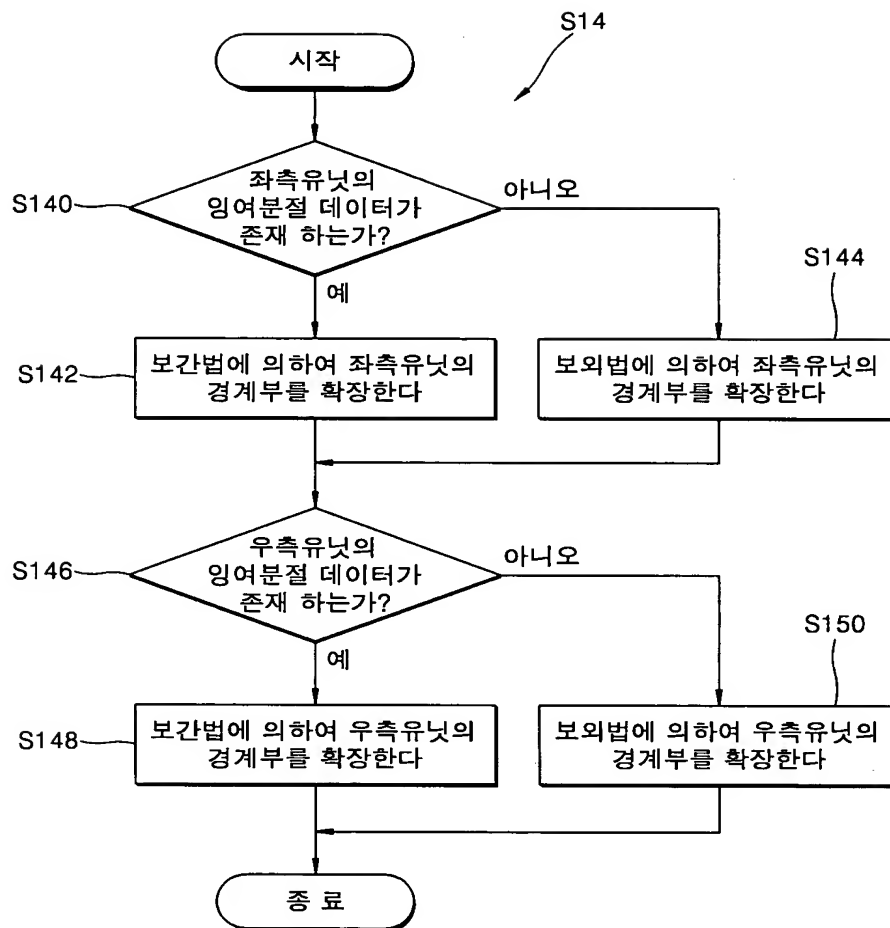 S14
시작
S140
좌측유닛의
잉여분절 데이터가
존재 하는가?
아니오
예
S142
보간법에 의하여 좌측유닛의
경계부를 확장한다
S144
보외법에 의하여 좌측유닛의
경계부를 확장한다
S146
우측유닛의
잉여분절 데이터가
존재 하는가?
아니오
예
S148
보간법에 의하여 우측유닛의
경계부를 확장한다
S150
보외법에 의하여 우측유닛의
경계부를 확장한다
종 료